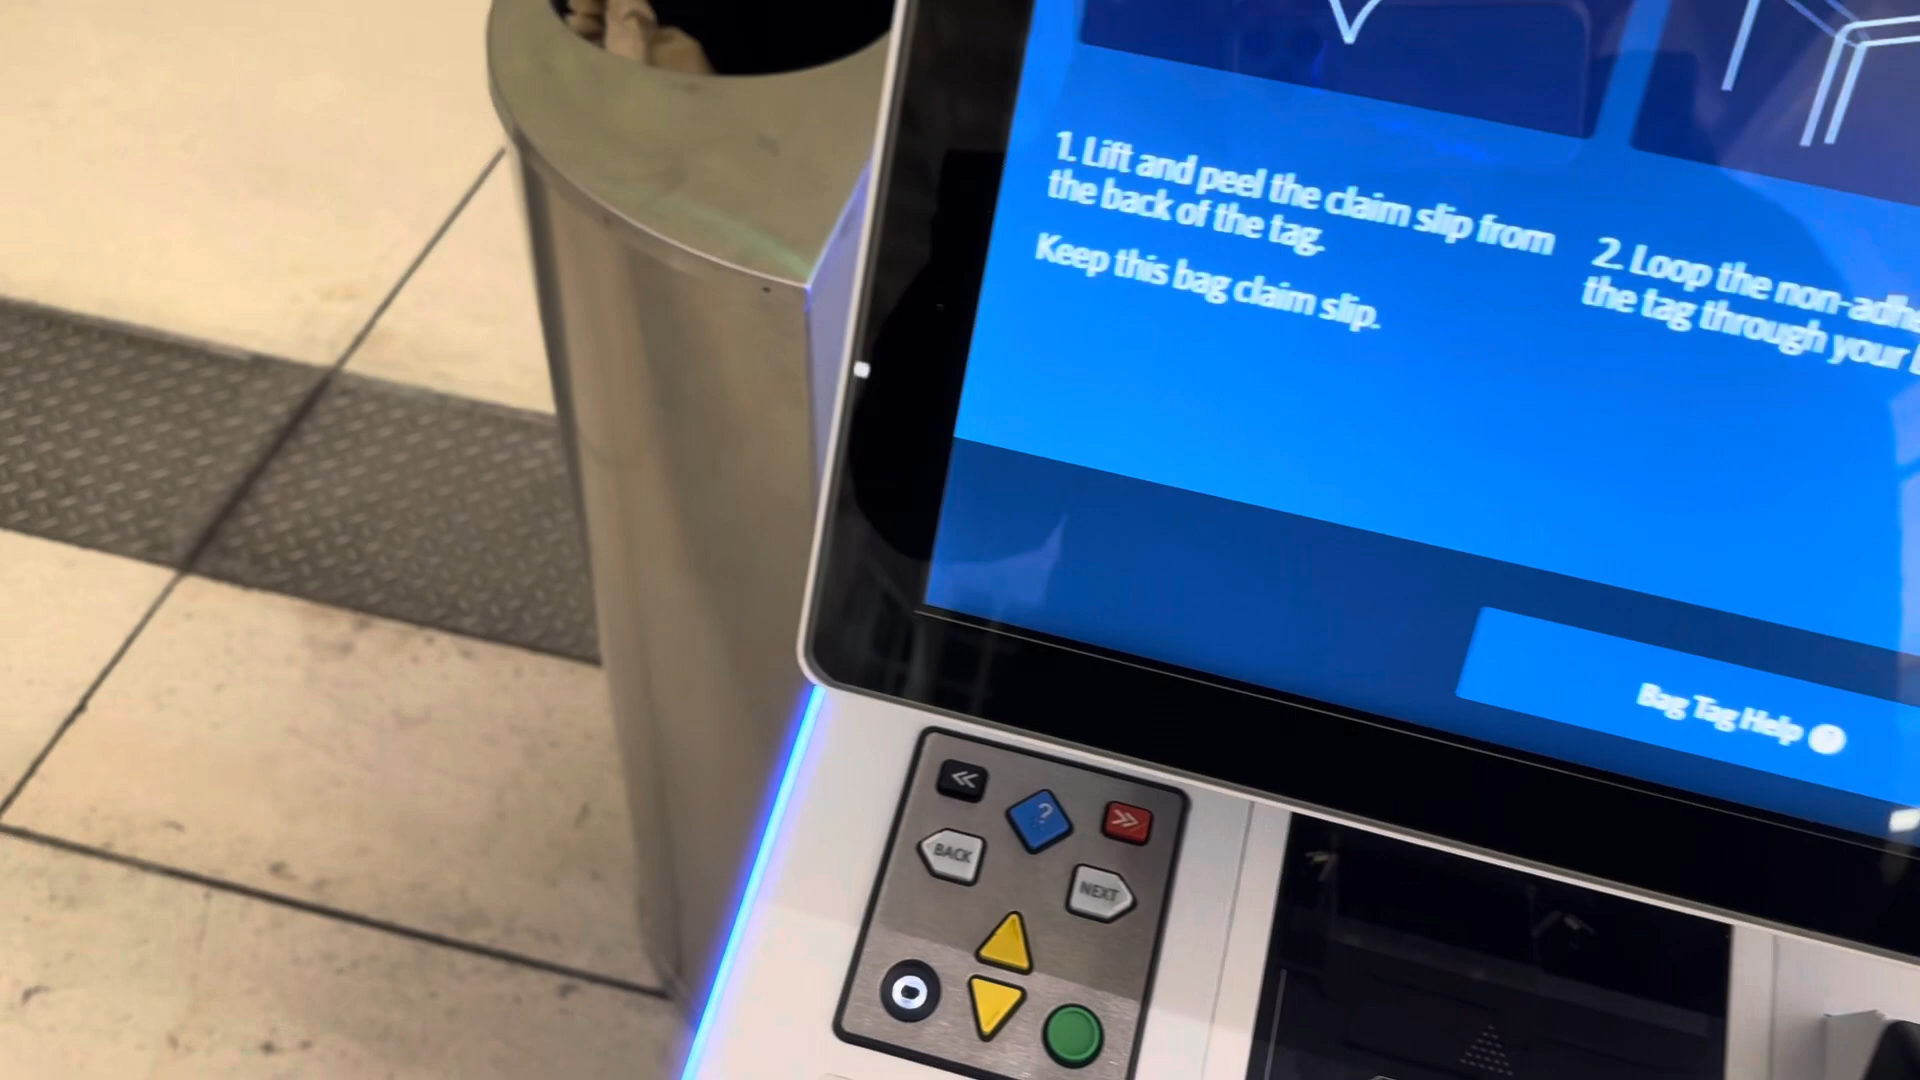 1. Lift and peel the claim slip from
the back of the tag.
Keep this bag claim slip.
2. Loop the non-adhe
the tag through your
Bag Tag Help ?
<<
?
>>
BACK
NEXT